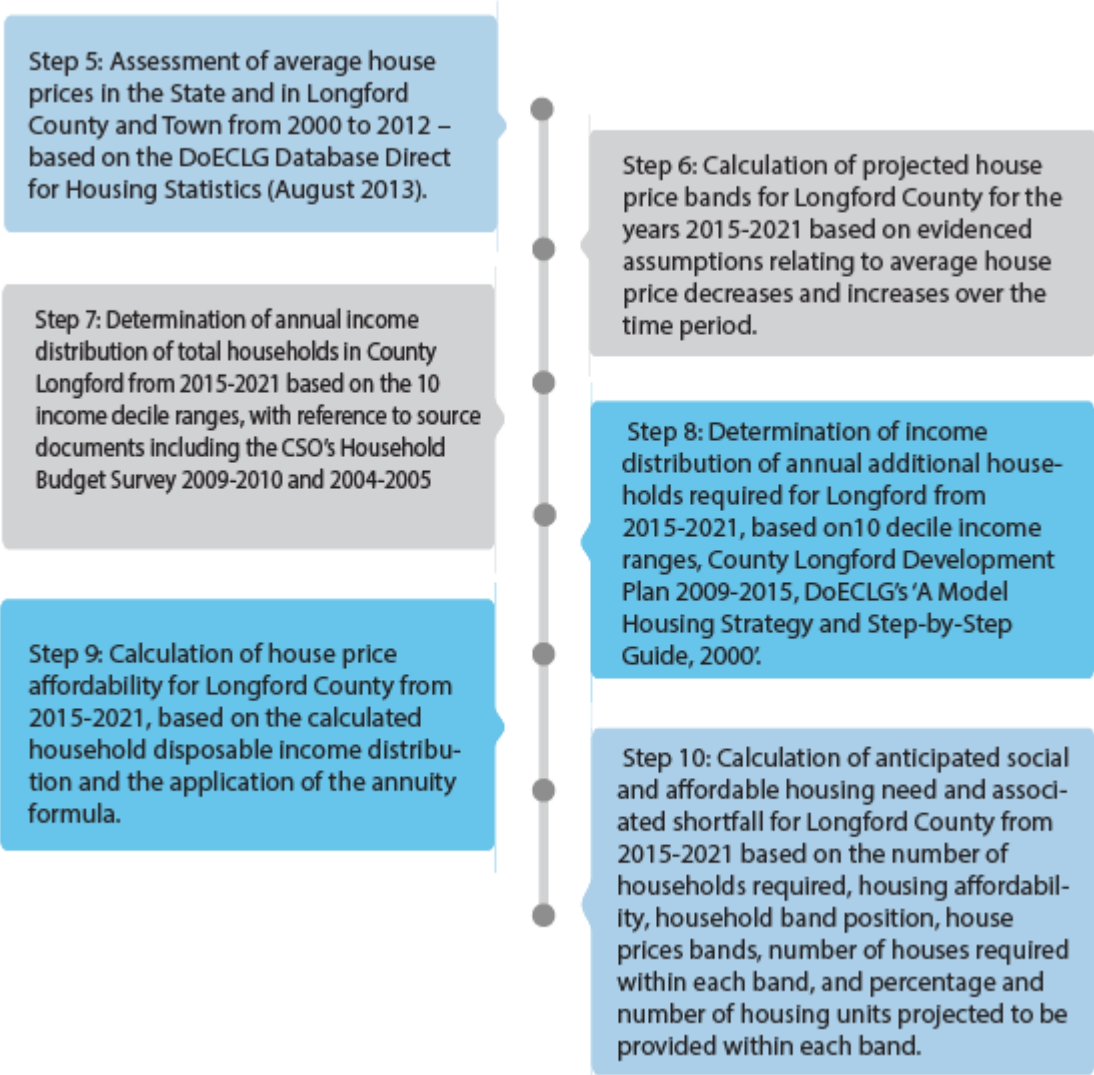 Step 5: Assessment of average house
prices in the State and in Longford
County and Town from 2000 to 2012 –
based on the DoECLG Database Direct
for Housing Statistics (August 2013).
Step 6: Calculation of projected house
price bands for Longford County for the
years 2015-2021 based on evidenced
assumptions relating to average house
price decreases and increases over the
time period.
Step 7: Determination of annual income
distribution of total households in County
Longford from 2015-2021 based on the 10
income decile ranges, with reference to source
documents including the CSO's Household
Budget Survey 2009-2010 and 2004-2005
Step 8: Determination of income
distribution of annual additional house-
holds required for Longford from
2015-2021, based on10 decile income
ranges, County Longford Development
Plan 2009-2015, DoECLG's ‘A Model
Housing Strategy and Step-by-Step
Guide, 2000’.
Step 9: Calculation of house price
affordability for Longford County from
2015-2021, based on the calculated
household disposable income distribu-
tion and the application of the annuity
formula.
Step 10: Calculation of anticipated social
and affordable housing need and associ-
ated shortfall for Longford County from
2015-2021 based on the number of
households required, housing affordabil-
ity, household band position, house
prices bands, number of houses required
within each band, and percentage and
number of housing units projected to be
provided within each band.